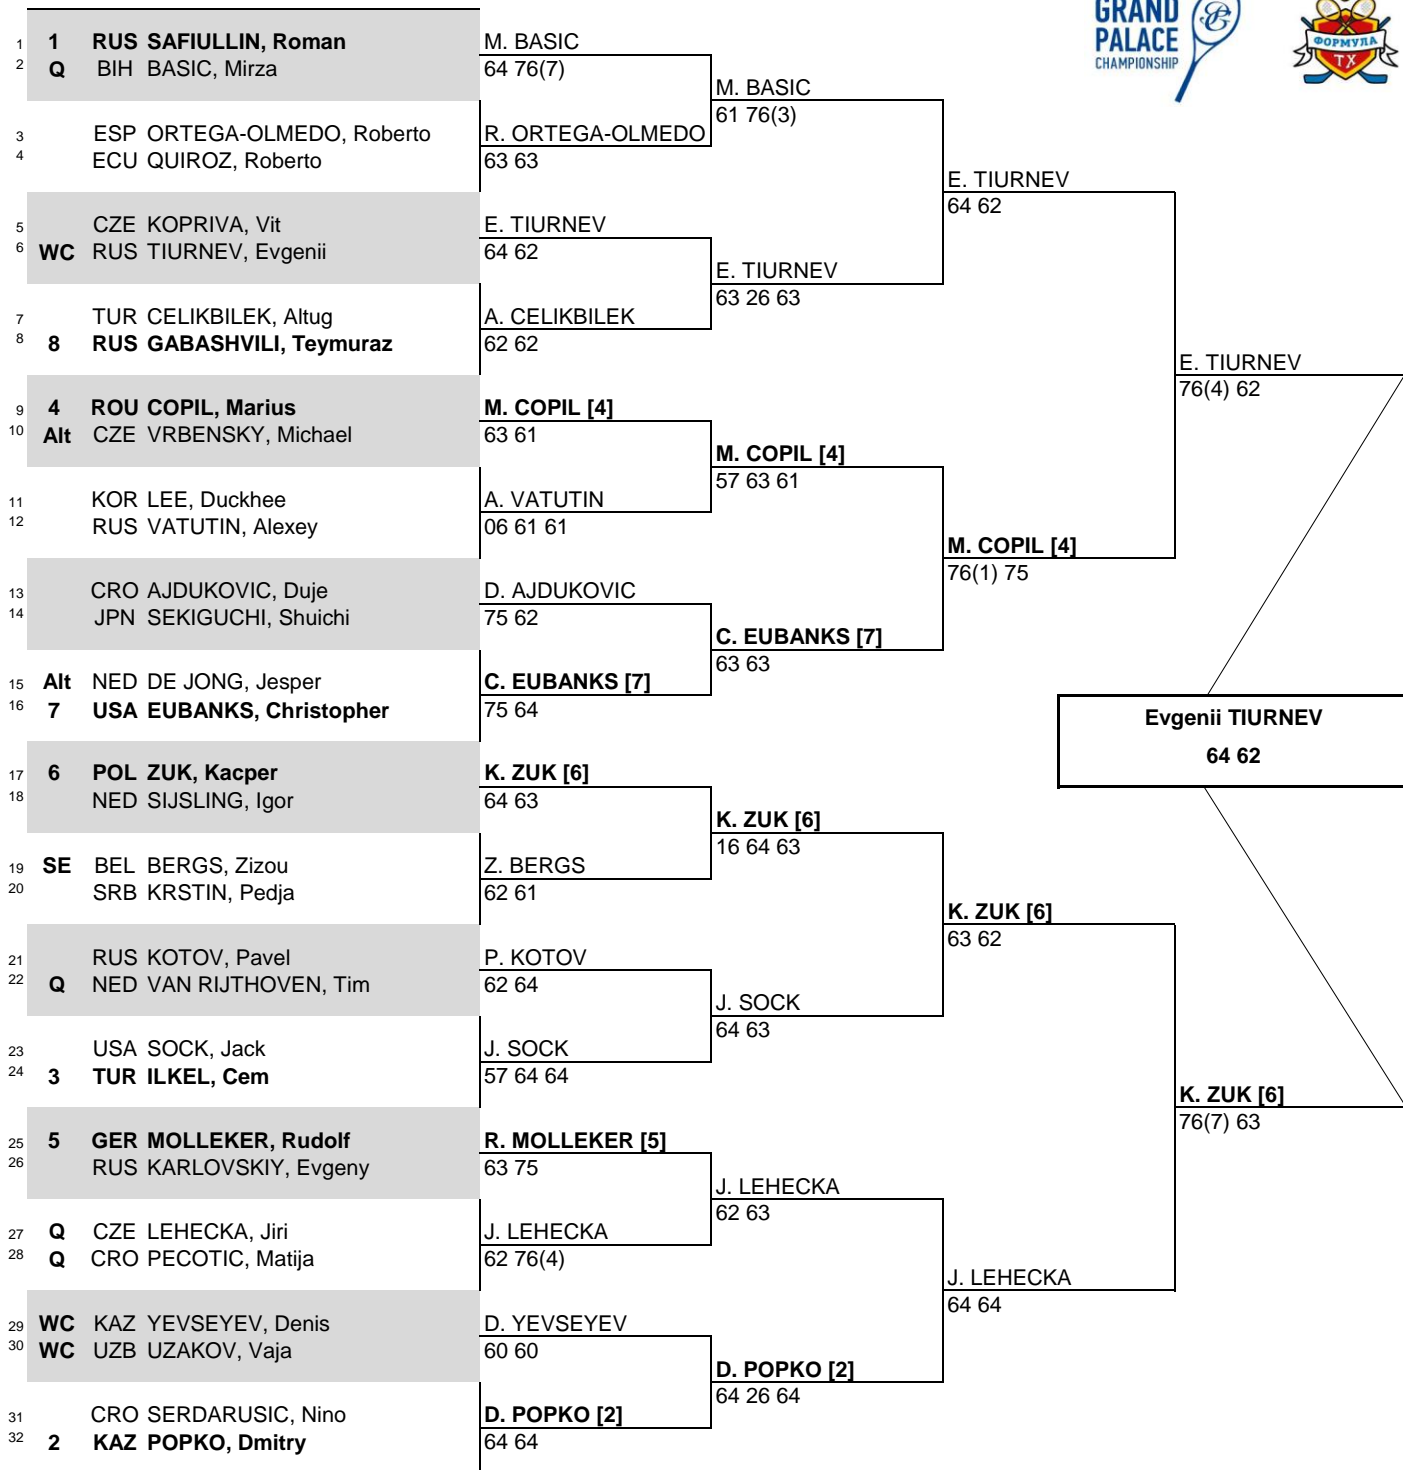 GRAND
PALACE
CHAMPIONSHIP
ФОРМУЛА
TX
1 1 RUS SAFIULLIN, Roman
2 Q BIH BASIC, Mirza
3 ESP ORTEGA-OLMEDO, Roberto
4 ECU QUIROZ, Roberto
5 CZE KOPRIVA, Vit
6 WC RUS TIURNEV, Evgenii
7 TUR CELIKBILEK, Altug
8 8 RUS GABASHVILI, Teymuraz
9 4 ROU COPIL, Marius
10 Alt CZE VRBENSKY, Michael
11 KOR LEE, Duckhee
12 RUS VATUTIN, Alexey
13 CRO AJDUKOVIC, Duje
14 JPN SEKIGUCHI, Shuichi
15 Alt NED DE JONG, Jesper
16 7 USA EUBANKS, Christopher
17 6 POL ZUK, Kacper
18 NED SIJSLING, Igor
19 SE BEL BERGS, Zizou
20 SRB KRSTIN, Pedja
21 RUS KOTOV, Pavel
22 Q NED VAN RIJTHOVEN, Tim
23 USA SOCK, Jack
24 3 TUR ILKEL, Cem
25 5 GER MOLLEKER, Rudolf
26 RUS KARLOVSKIY, Evgeny
27 Q CZE LEHECKA, Jiri
28 Q CRO PECOTIC, Matija
29 WC KAZ YEVSEYEV, Denis
30 WC UZB UZAKOV, Vaja
31 CRO SERDARUSIC, Nino
32 2 KAZ POPKO, Dmitry
M. BASIC
64 76(7)
R. ORTEGA-OLMEDO
63 63
E. TIURNEV
64 62
A. CELIKBILEK
62 62
M. COPIL [4]
63 61
A. VATUTIN
06 61 61
D. AJDUKOVIC
75 62
C. EUBANKS [7]
75 64
K. ZUK [6]
64 63
Z. BERGS
62 61
P. KOTOV
62 64
J. SOCK
57 64 64
R. MOLLEKER [5]
63 75
J. LEHECKA
62 76(4)
D. YEVSEYEV
60 60
D. POPKO [2]
64 64
M. BASIC
61 76(3)
E. TIURNEV
63 26 63
M. COPIL [4]
57 63 61
C. EUBANKS [7]
63 63
K. ZUK [6]
16 64 63
J. SOCK
64 63
J. LEHECKA
62 63
D. POPKO [2]
64 26 64
E. TIURNEV
64 62
M. COPIL [4]
76(1) 75
K. ZUK [6]
63 62
J. LEHECKA
64 64
E. TIURNEV
76(4) 62
K. ZUK [6]
76(7) 63
Evgenii TIURNEV
64 62